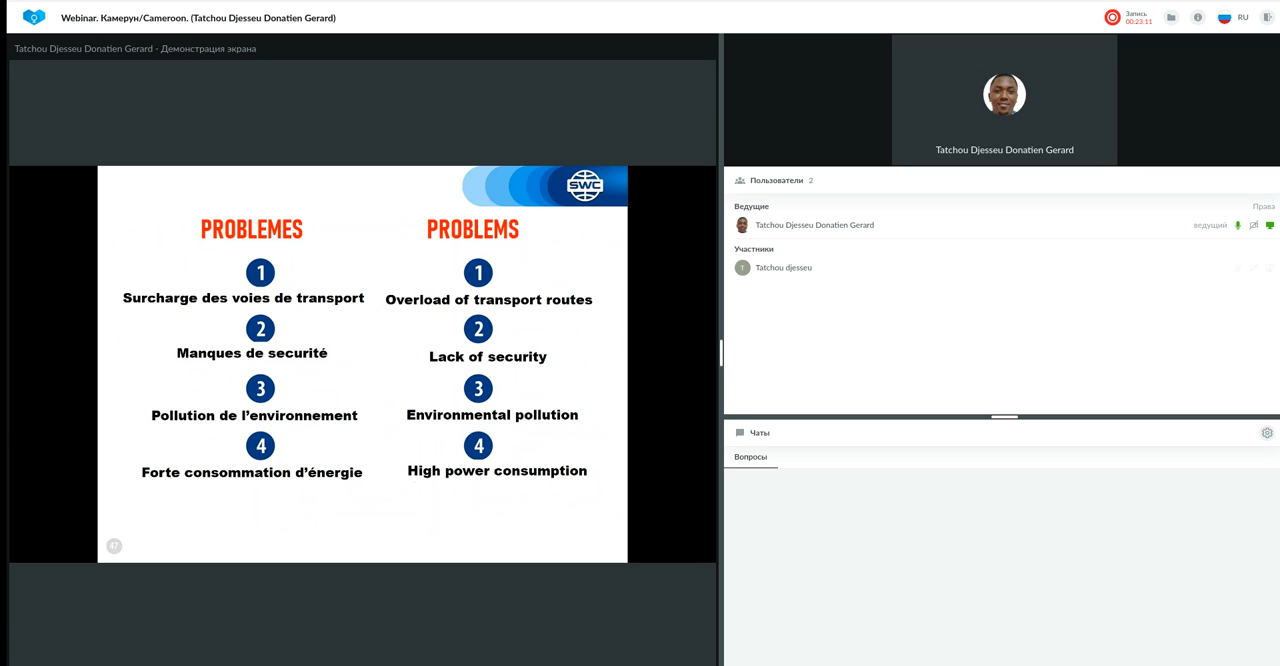 Webinar. Камерун/Cameroon. (Tatchou Djesseu Donatien Gerard)
Запись
00:23:11
RU
Tatchou Djesseu Donatien Gerard - Демонстрация экрана
SWC
PROBLEMES
1
Surcharge des voies de transport
2
Manques de securité
3
Pollution de l'environnement
4
Forte consommation d'énergie
PROBLEMS
1
Overload of transport routes
2
Lack of security
3
Environmental pollution
4
High power consumption
47
Tatchou Djesseu Donatien Gerard
Пользователи 2
Ведущие Права
Tatchou Djesseu Donatien Gerard ведущий
Участники
T Tatchou djesseu
Чаты
Вопросы